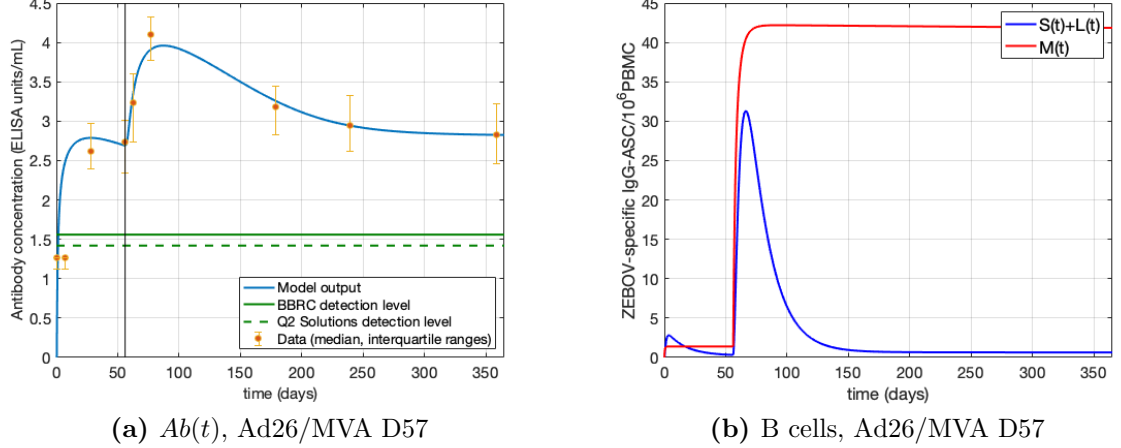 Antibody concentration (ELISA units/mL)
4.5
4
3.5
3
2.5
2
1.5
1
0.5
0
0 50 100 150 200 250 300 350
time (days)
Model output
BBRC detection level
Q2 Solutions detection level
Data (median, interquartile ranges)
(a) Ab(t), Ad26/MVA D57
ZEBOV-specific IgG-ASC/10^6PBMC
45
40
35
30
25
20
15
10
5
0
0 50 100 150 200 250 300 350
time (days)
S(t)+L(t)
M(t)
(b) B cells, Ad26/MVA D57